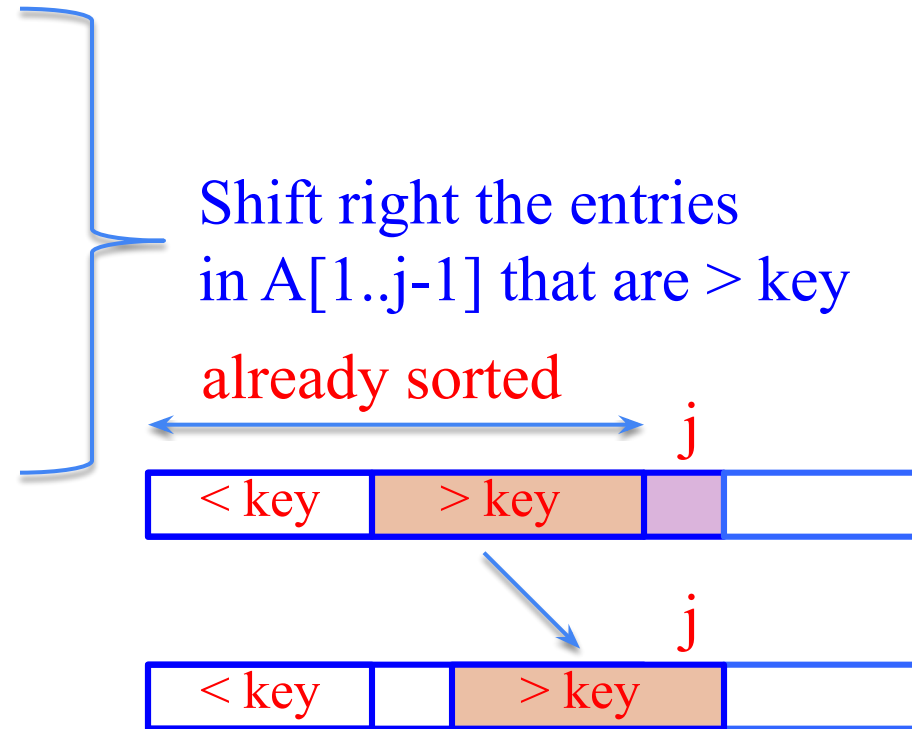 Shift right the entries
in A[1..j-1] that are > key
already sorted
j
< key > key
j
< key > key